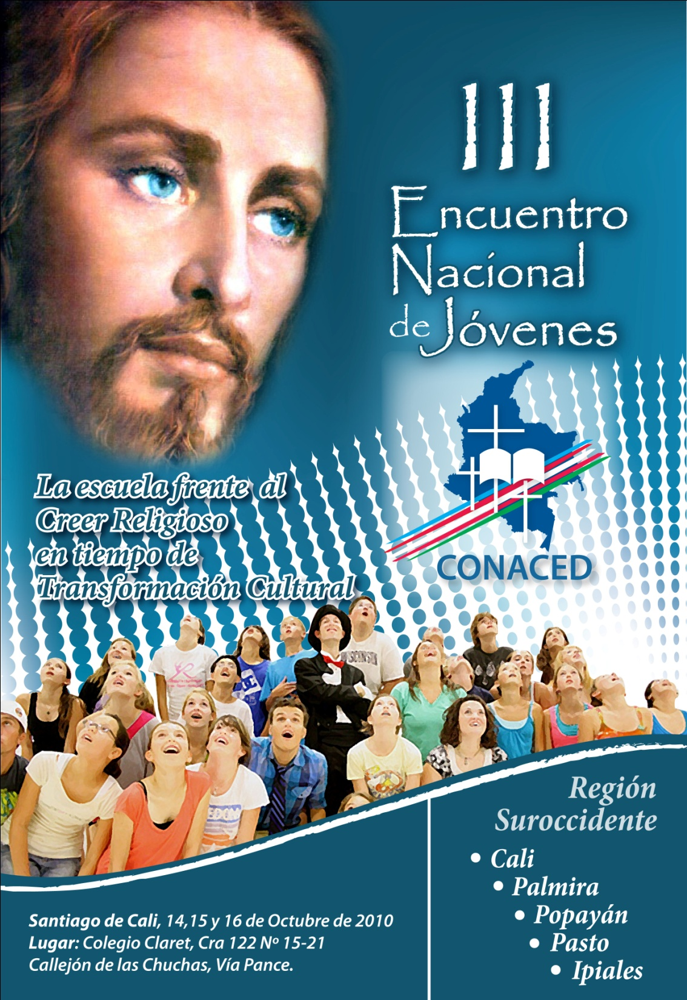 III
Encuentro
Nacional
de Jóvenes
CONACED
La escuela frente al
Creer Religioso
en tiempo de
Transformación Cultural
Región
Suroccidente
• Cali
• Palmira
• Popayán
• Pasto
• Ipiales
Santiago de Cali, 14,15 y 16 de Octubre de 2010
Lugar: Colegio Claret, Cra 122 Nº 15-21
Callejón de las Chuchas, Vía Pance.